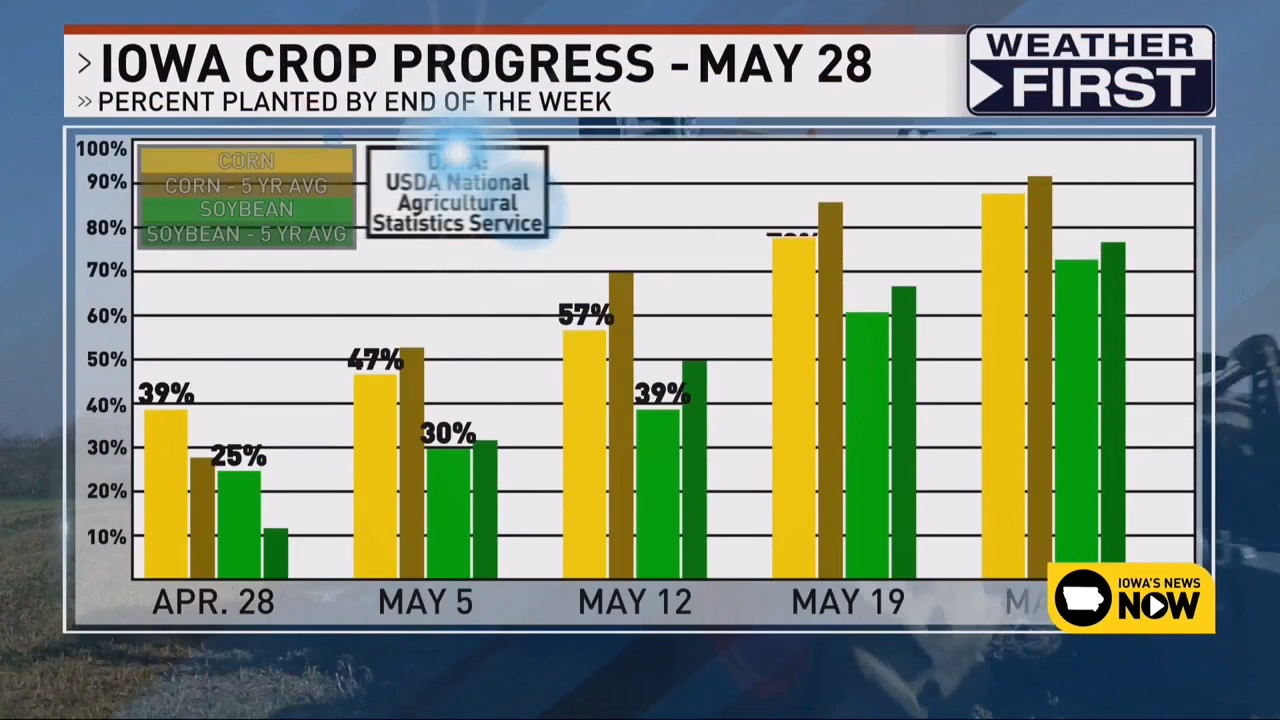 IOWA CROP PROGRESS - MAY 28
PERCENT PLANTED BY END OF THE WEEK
WEATHER
FIRST
100%
90%
80%
70%
60%
50%
40%
30%
20%
10%
CORN
CORN - 5 YR AVG
SOYBEAN
SOYBEAN - 5 YR AVG
USDA National
Agricultural
Statistics Service
39%
25%
47%
30%
57%
39%
APR. 28
MAY 5
MAY 12
MAY 19
IOWA'S NEWS
NOW